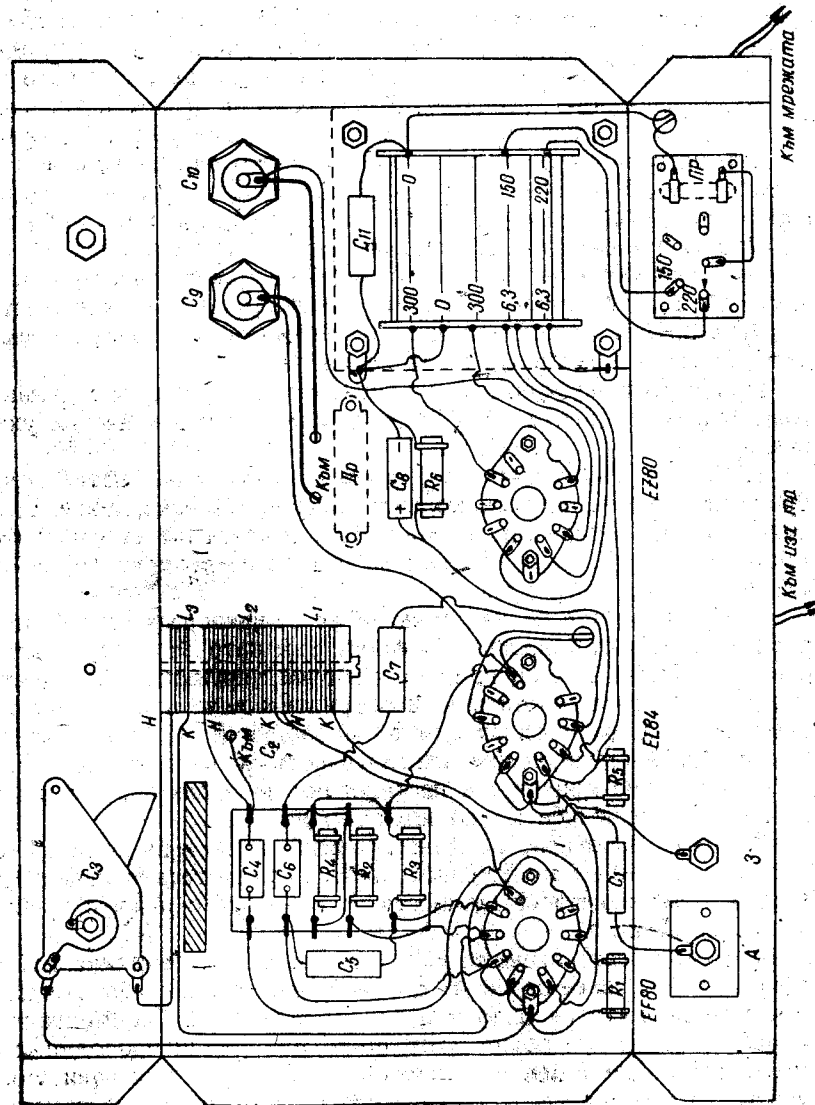 Към мрежата
C10
C9
C11
0
150
220
300
0
300
6,3
6,3
ПР
150
220
Към
Др
C8
R6
+
−
EZ80
Към изх тр
L3
L2
L1
Н
К
Н
К
Н
К
Към
C2
C7
EL84
C3
C4
C6
R4
R2
R3
C5
R5
C1
З
А
R1
EF80